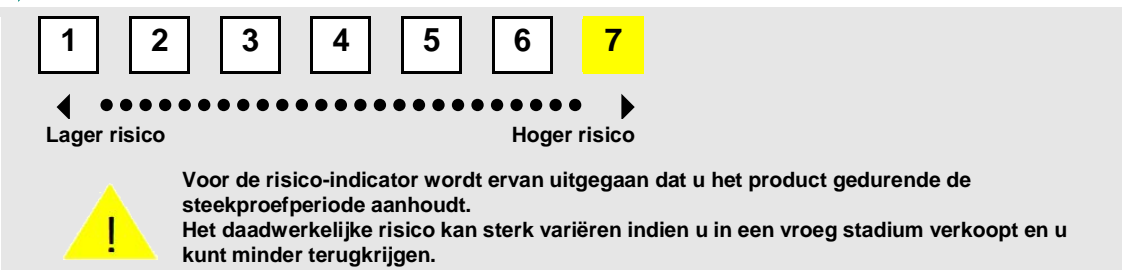 1 2 3 4 5 6 7
Lager risico Hoger risico
Voor de risico-indicator wordt ervan uitgegaan dat u het product gedurende de
steekproefperiode aanhoudt.
! Het daadwerkelijke risico kan sterk variëren indien u in een vroeg stadium verkoopt en u
kunt minder terugkrijgen.